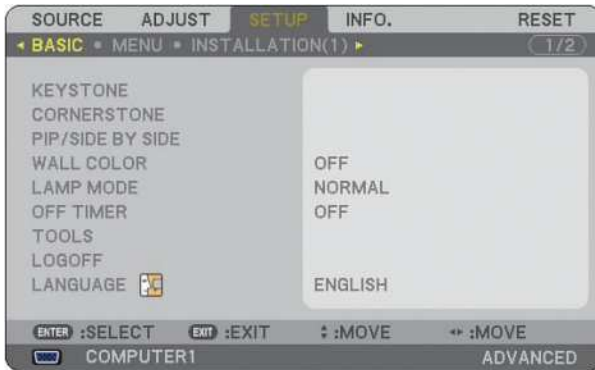 SOURCE ADJUST SETUP INFO. RESET
BASIC • MENU • INSTALLATION(1) 1/2
KEYSTONE
CORNERSTONE
PIP/SIDE BY SIDE
WALL COLOR OFF
LAMP MODE NORMAL
OFF TIMER OFF
TOOLS
LOGOFF
LANGUAGE ENGLISH
ENTER :SELECT EXIT :EXIT :MOVE :MOVE
COMPUTER1 ADVANCED